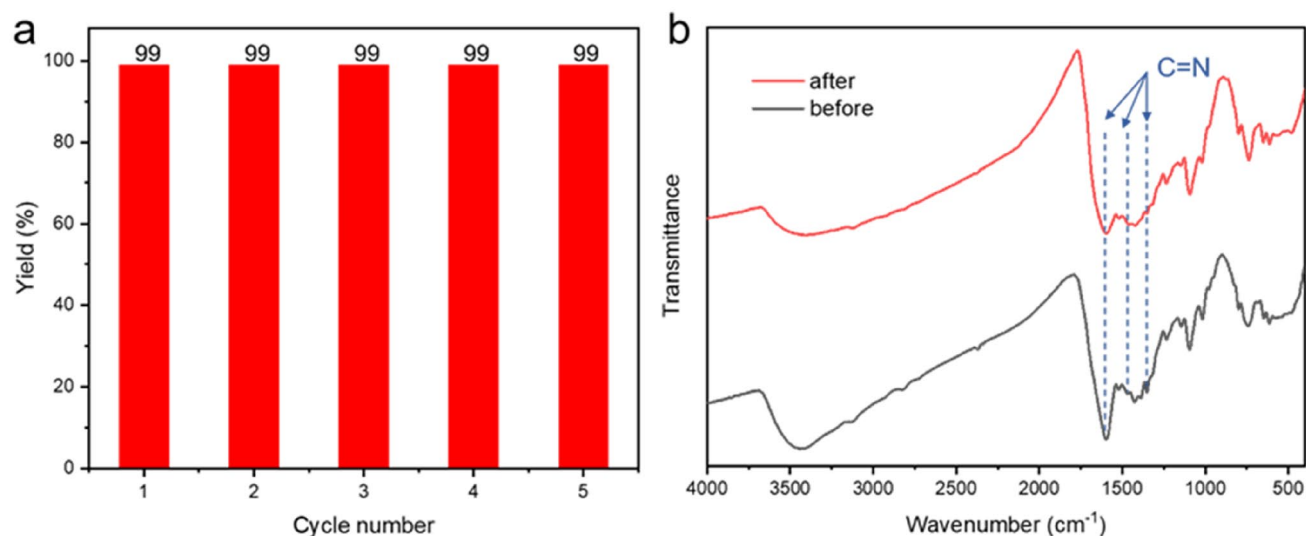 a
99 99 99 99 99
100
80
60
40
20
0
Yield (%)
1 2 3 4 5
Cycle number
b
after
before
C=N
Transmittance
4000 3500 3000 2500 2000 1500 1000 500
Wavenumber (cm⁻¹)